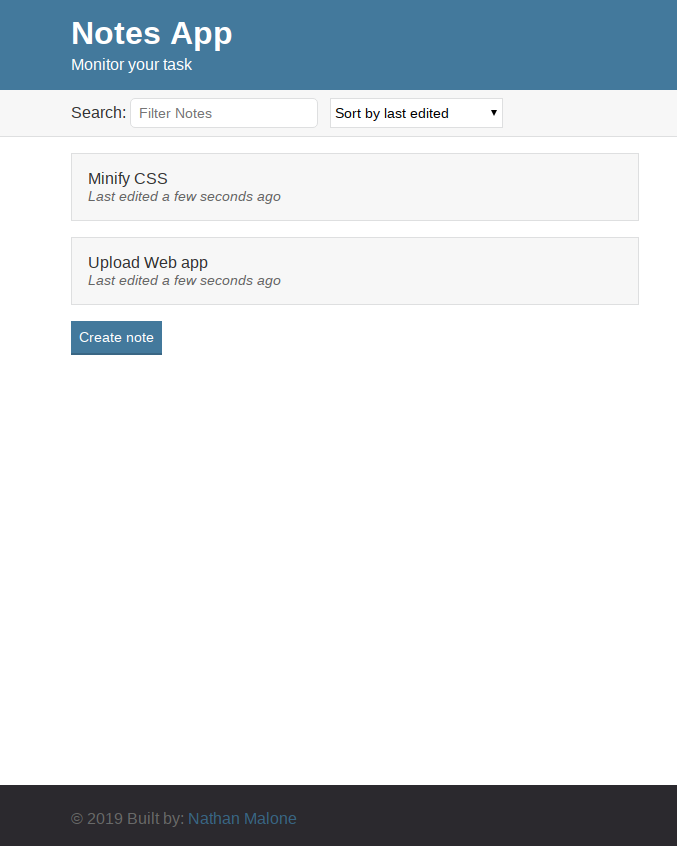 Notes App
Monitor your task
Search: Filter Notes Sort by last edited
Minify CSS
Last edited a few seconds ago
Upload Web app
Last edited a few seconds ago
Create note
© 2019 Built by: Nathan Malone